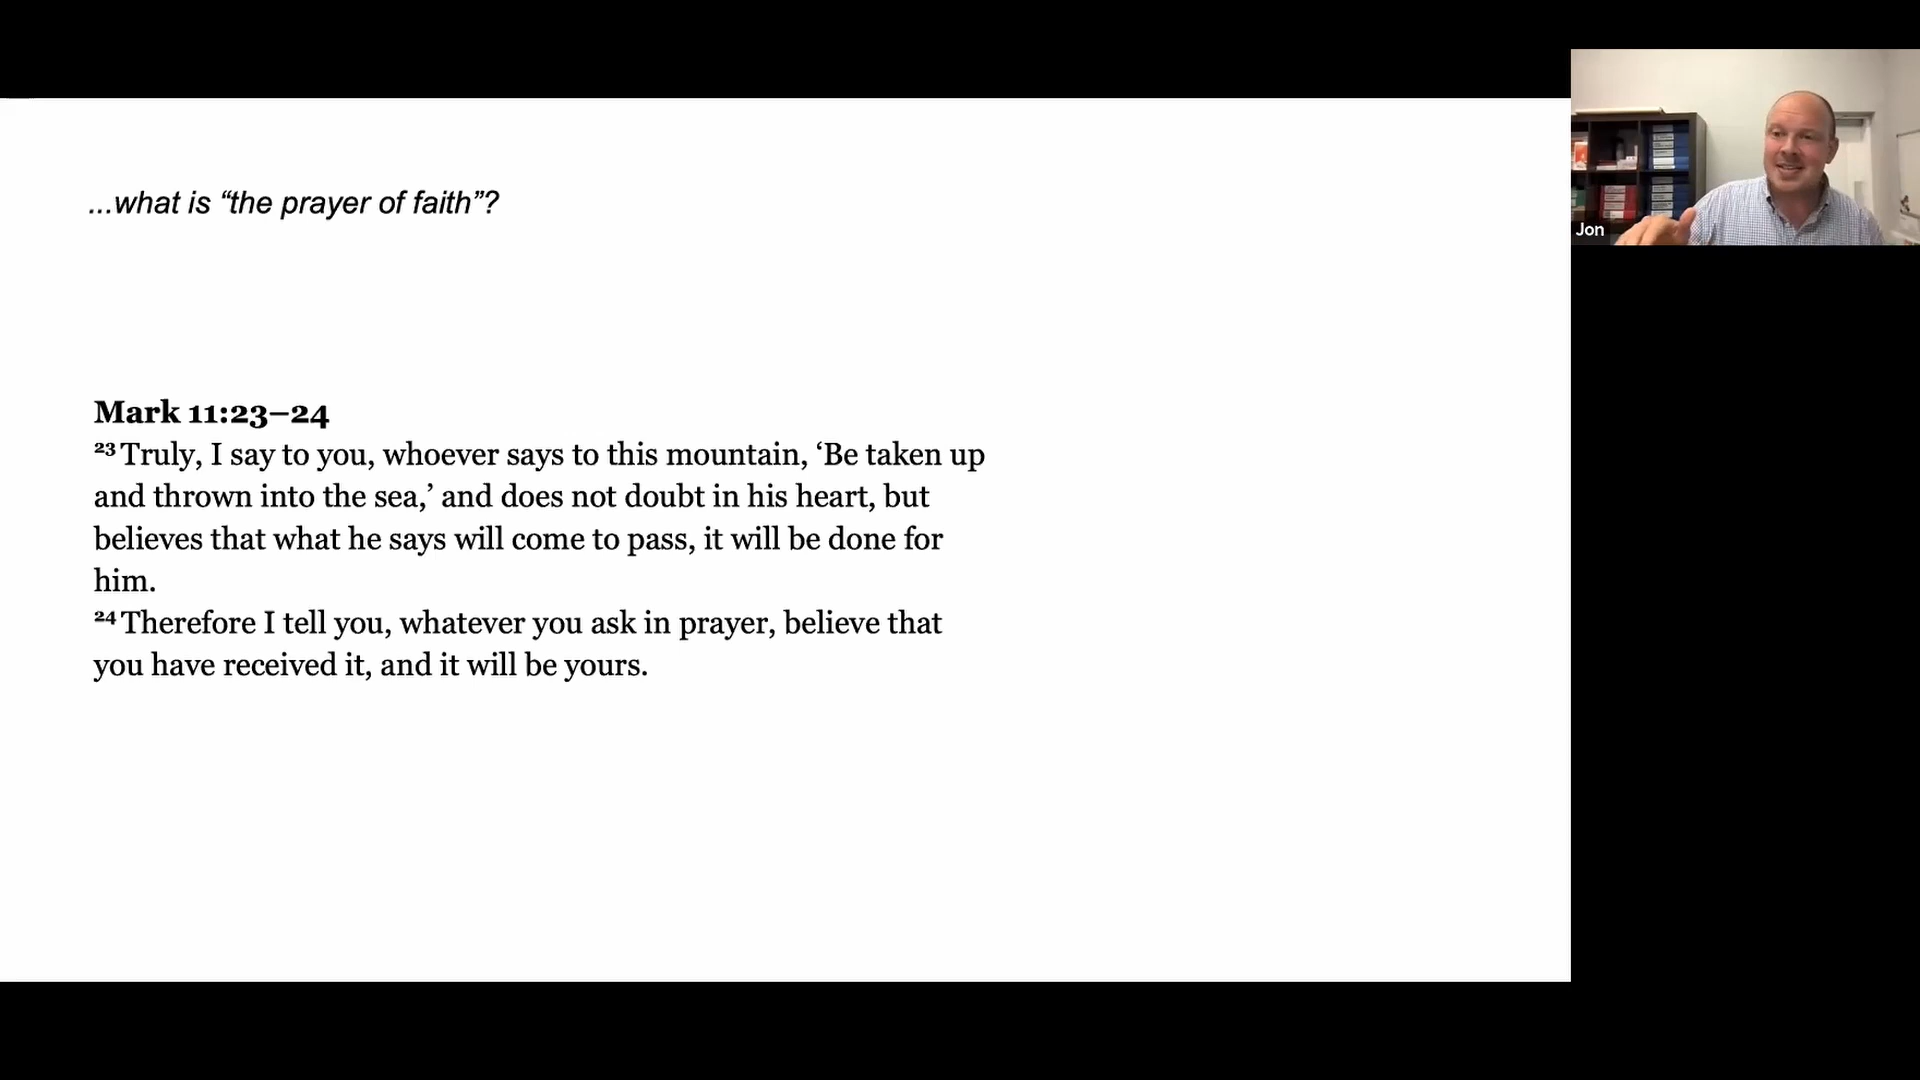 ...what is “the prayer of faith”?
Mark 11:23–24
²³ Truly, I say to you, whoever says to this mountain, ‘Be taken up
and thrown into the sea,’ and does not doubt in his heart, but
believes that what he says will come to pass, it will be done for
him.
²⁴ Therefore I tell you, whatever you ask in prayer, believe that
you have received it, and it will be yours.
Jon